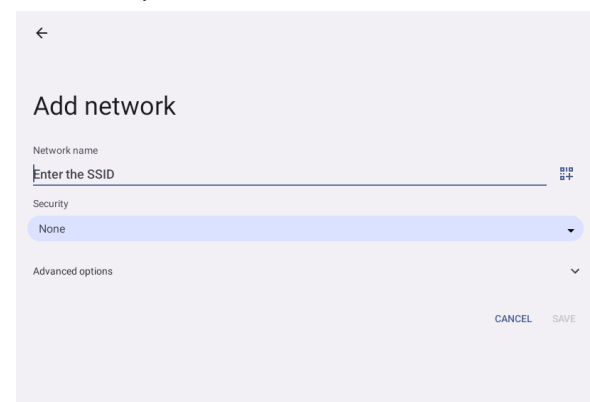 Add network
Network name
Enter the SSID
Security
None
Advanced options
CANCEL SAVE